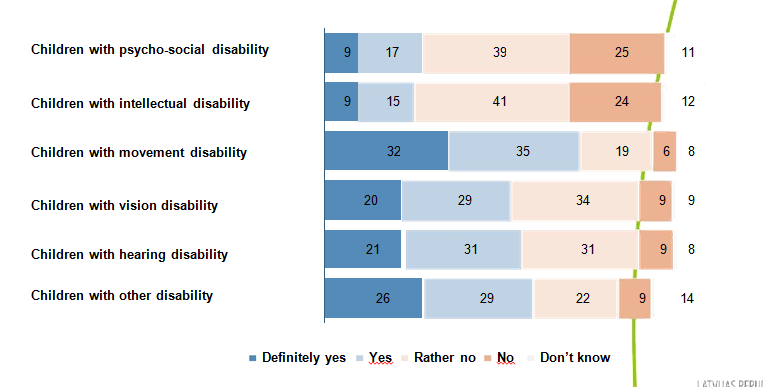 Children with psycho-social disability 9 17 39 25 11
Children with intellectual disability 9 15 41 24 12
Children with movement disability 32 35 19 6 8
Children with vision disability 20 29 34 9 9
Children with hearing disability 21 31 31 9 8
Children with other disability 26 29 22 9 14
Definitely yes Yes Rather no No Don't know
LATVIJAS